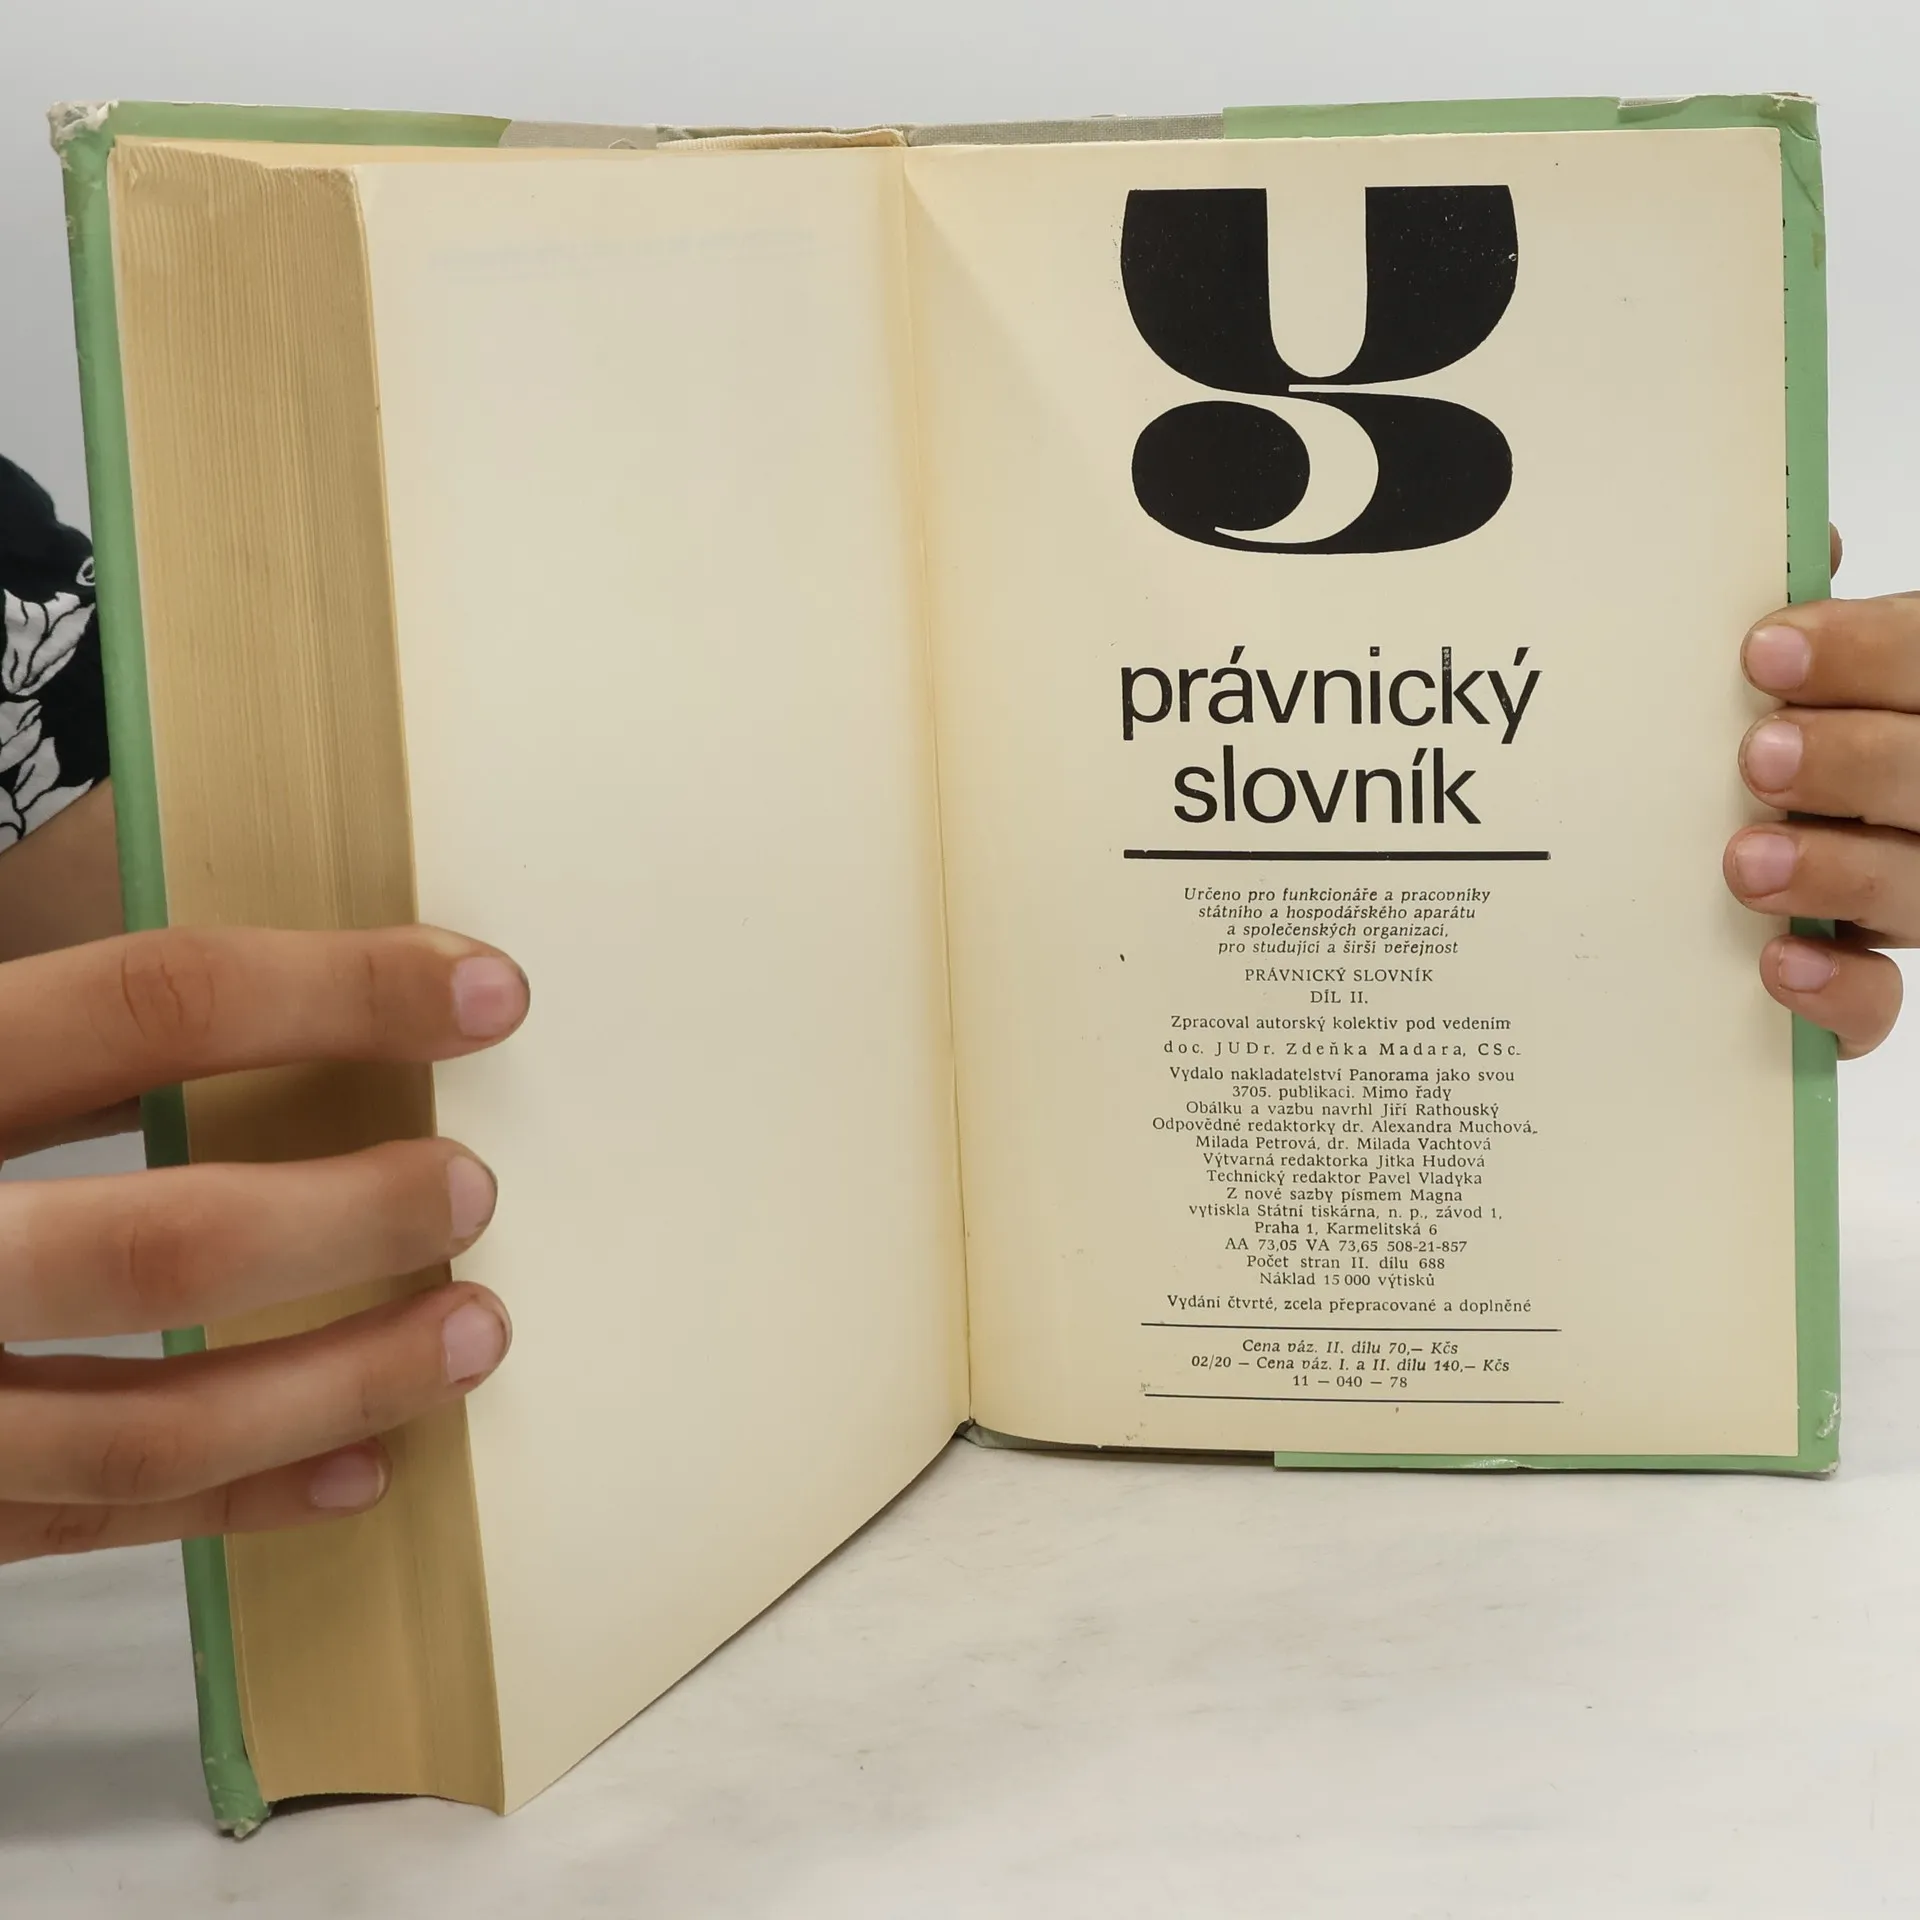 právnický
slovník
Určeno pro funkcionáře a pracovníky
státního a hospodářského aparátu
a společenských organizací,
pro studující a širší veřejnost
PRÁVNICKÝ SLOVNÍK
DÍL II.
Zpracoval autorský kolektiv pod vedením
doc. JUDr. Zdeňka Madara, CSc.
Vydalo nakladatelství Panorama jako svou
3705. publikaci. Mimo řady
Obálku a vazbu navrhl Jiří Rathouský
Odpovědné redaktorky dr. Alexandra Muchová,
Milada Petrová, dr. Milada Vachtová
Výtvarná redaktorka Jitka Hudová
Technický redaktor Pavel Vladyka
Z nové sazby písmem Magna
vytiskla Státní tiskárna, n. p., závod 1,
Praha 1, Karmelitská 6
AA 73,05 VA 73,65 508-21-857
Počet stran II. dílu 688
Náklad 15 000 výtisků
Vydání čtvrté, zcela přepracované a doplněné
Cena váz. II. dílu 70,— Kčs
02/20 — Cena váz. I. a II. dílu 140,— Kčs
11 — 040 — 78